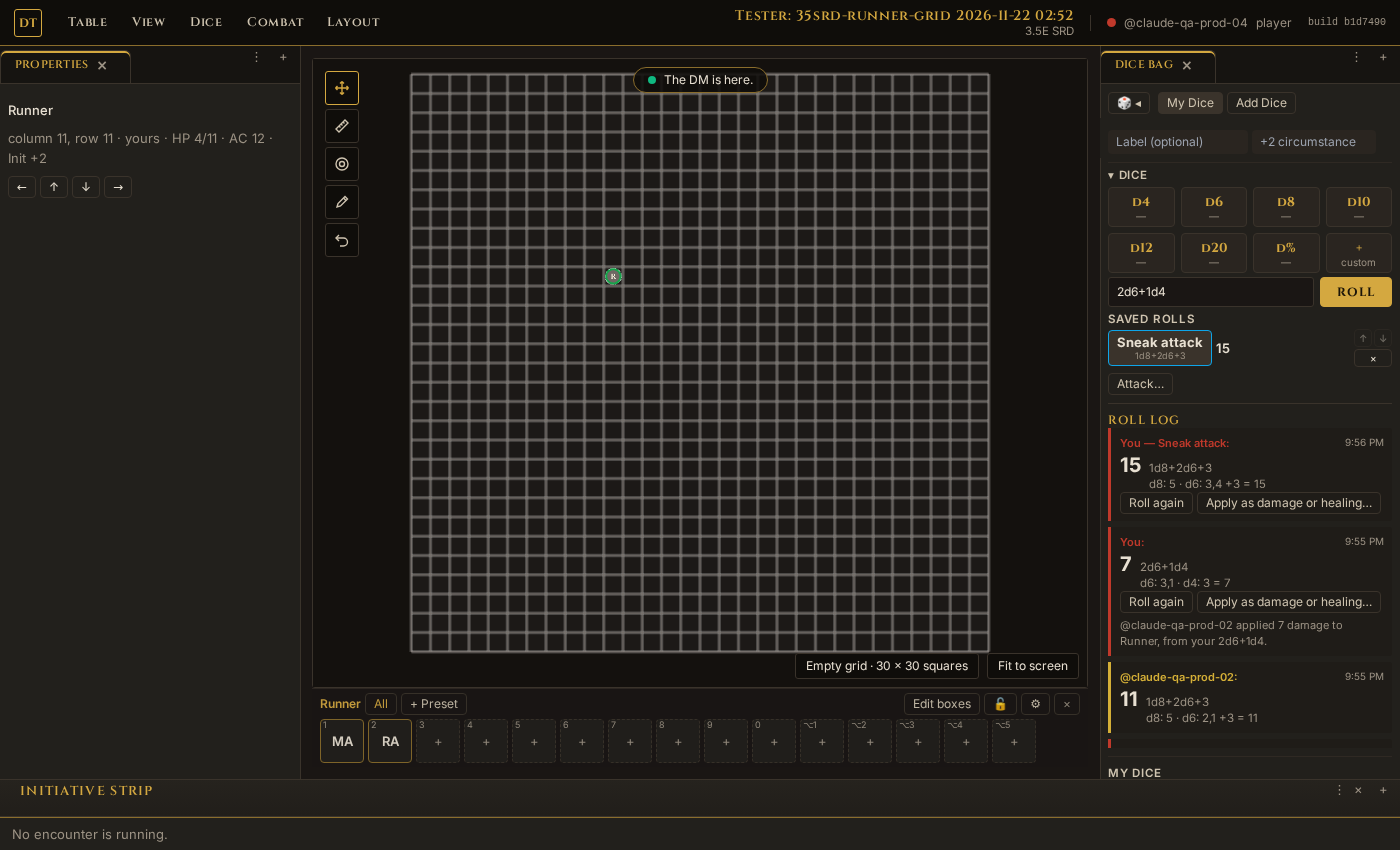 DT TABLE VIEW DICE COMBAT LAYOUT
TESTER: 35SRD-RUNNER-GRID 2026-11-22 02:52
3.5E SRD
@claude-qa-prod-04 player build b1d7490
PROPERTIES ×
Runner
column 11, row 11 · yours · HP 4/11 · AC 12 ·
Init +2
← ↑ ↓ →
The DM is here.
R
Empty grid · 30 × 30 squares Fit to screen
Runner All + Preset Edit boxes
1 2 3 4 5 6 7 8 9 0 ⌥1 ⌥2 ⌥3 ⌥4 ⌥5
MA RA + + + + + + + + + + + + +
DICE BAG ×
My Dice Add Dice
Label (optional) +2 circumstance
▾ DICE
D4 D6 D8 D10
— — — —
D12 D20 D% +
— — — custom
2d6+1d4 ROLL
SAVED ROLLS
Sneak attack 15
1d8+2d6+3
Attack...
ROLL LOG
You — Sneak attack: 9:56 PM
15 1d8+2d6+3
d8: 5 · d6: 3,4 +3 = 15
Roll again Apply as damage or healing...
You: 9:55 PM
7 2d6+1d4
d6: 3,1 · d4: 3 = 7
Roll again Apply as damage or healing...
@claude-qa-prod-02 applied 7 damage to
Runner, from your 2d6+1d4.
@claude-qa-prod-02: 9:55 PM
11 1d8+2d6+3
d8: 5 · d6: 2,1 +3 = 11
MY DICE
INITIATIVE STRIP
No encounter is running.